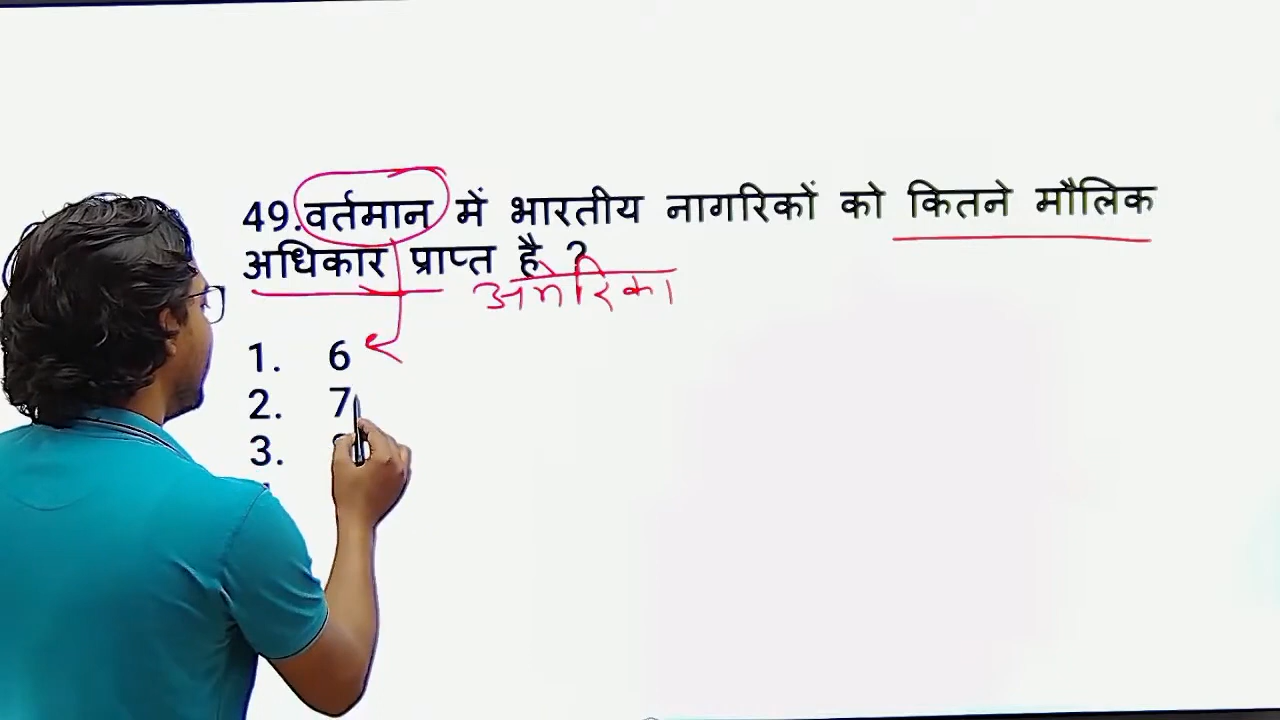 49.वर्तमान में भारतीय नागरिकों को कितने मौलिक
अधिकार प्राप्त है ?
अमेरिका
1. 6
2. 7
3.